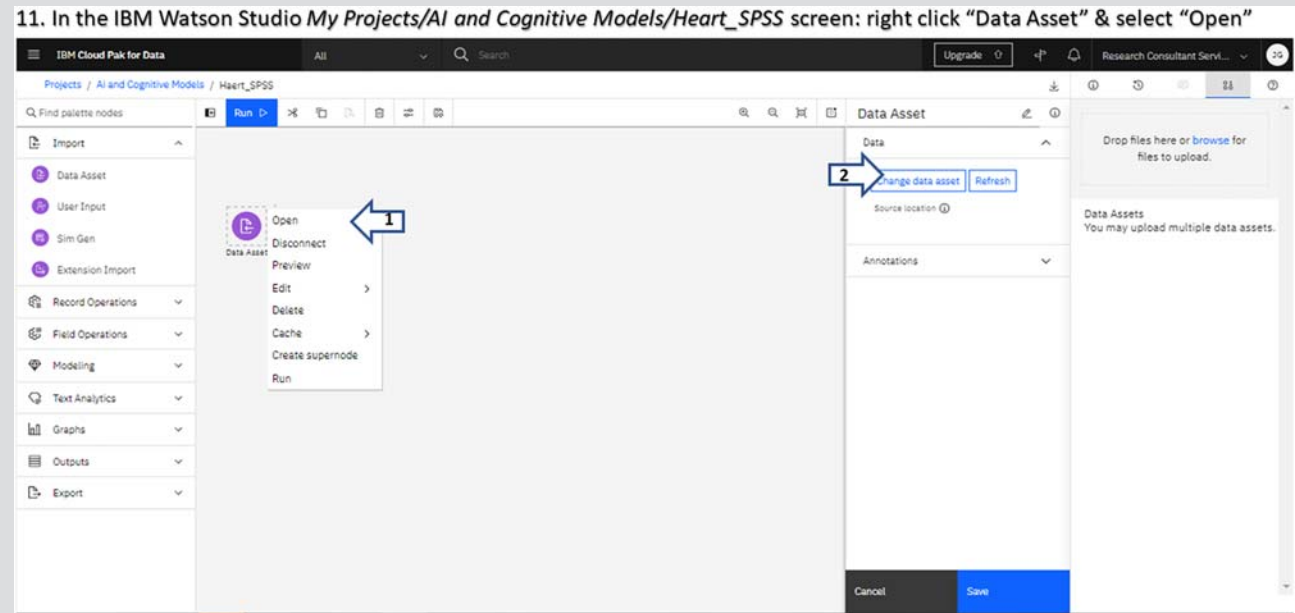 11. In the IBM Watson Studio My Projects/AI and Cognitive Models/Heart_SPSS screen: right click “Data Asset” & select “Open”
IBM Cloud Pak for Data
All
Search
Upgrade
Research Consultant Servi...
JG
Projects / AI and Cognitive Models / Haert_SPSS
Find palette nodes
Run
Data Asset
Import
Data Asset
User Input
Sim Gen
Extension Import
Record Operations
Field Operations
Modeling
Text Analytics
Graphs
Outputs
Export
Data Asset
Open
Disconnect
Preview
Edit
Delete
Cache
Create supernode
Run
1
Data
2
Change data asset
Refresh
Source location
Annotations
Cancel
Save
Drop files here or browse for
files to upload.
Data Assets
You may upload multiple data assets.